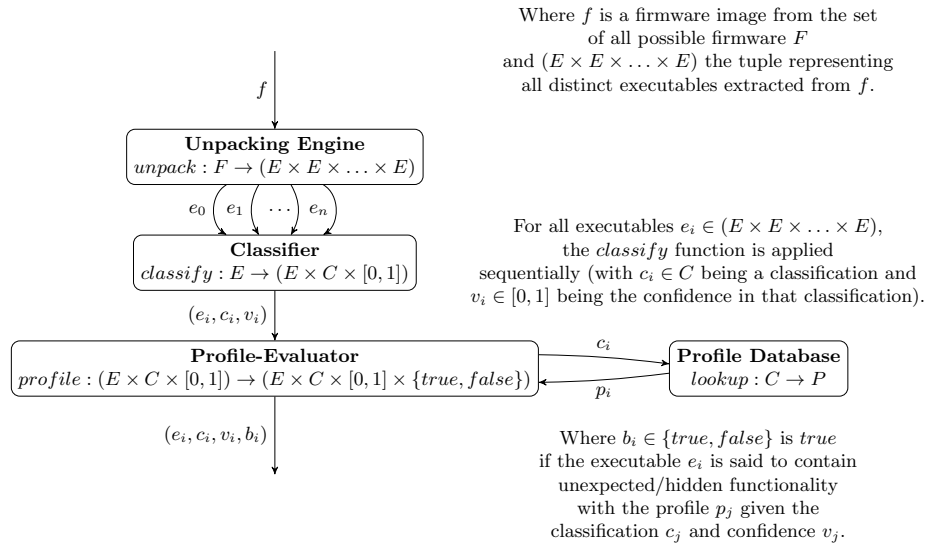 Where f is a firmware image from the set
of all possible firmware F
and (E × E × . . . × E) the tuple representing
all distinct executables extracted from f.
f
Unpacking Engine
unpack : F → (E × E × . . . × E)
e₀ e₁ . . . eₙ
For all executables eᵢ ∈ (E × E × . . . × E),
the classify function is applied
sequentially (with cᵢ ∈ C being a classification and
vᵢ ∈ [0, 1] being the confidence in that classification).
Classifier
classify : E → (E × C × [0, 1])
(eᵢ, cᵢ, vᵢ)
Profile-Evaluator
profile : (E × C × [0, 1]) → (E × C × [0, 1] × {true, false})
cᵢ
pᵢ
Profile Database
lookup : C → P
(eᵢ, cᵢ, vᵢ, bᵢ)
Where bᵢ ∈ {true, false} is true
if the executable eᵢ is said to contain
unexpected/hidden functionality
with the profile pⱼ given the
classification cⱼ and confidence vⱼ.